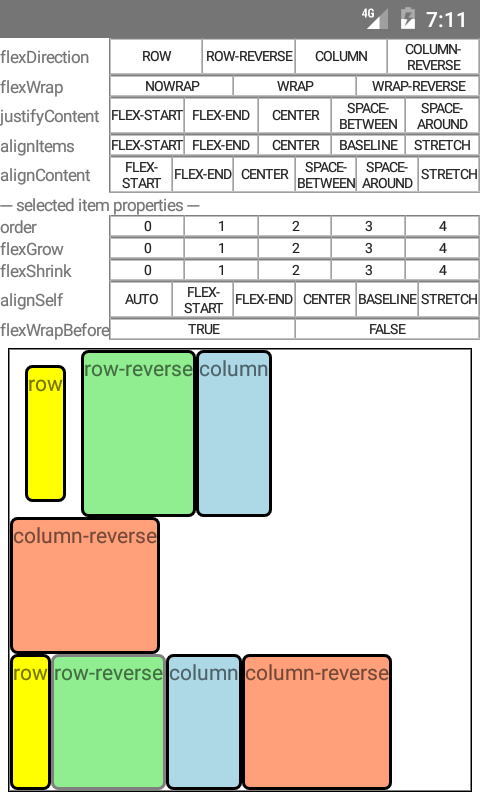 4G 7:11
flexDirection ROW ROW-REVERSE COLUMN COLUMN-
REVERSE
flexWrap NOWRAP WRAP WRAP-REVERSE
justifyContent FLEX-START FLEX-END CENTER SPACE-
BETWEEN SPACE-
AROUND
alignItems FLEX-START FLEX-END CENTER BASELINE STRETCH
alignContent FLEX-
START FLEX-END CENTER SPACE-
BETWEEN SPACE-
AROUND STRETCH
--- selected item properties ---
order 0 1 2 3 4
flexGrow 0 1 2 3 4
flexShrink 0 1 2 3 4
alignSelf AUTO FLEX-
START FLEX-END CENTER BASELINE STRETCH
flexWrapBefore TRUE FALSE
row row-reverse column
column-reverse
row row-reverse column column-reverse